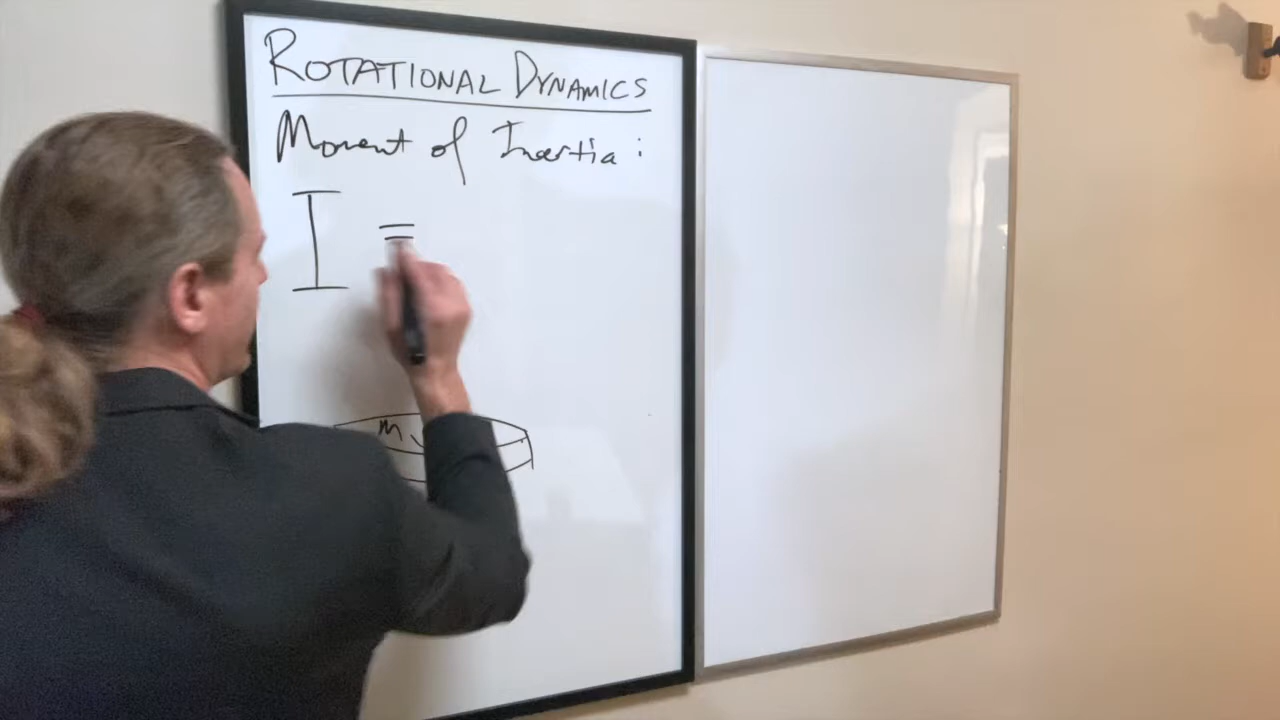 ROTATIONAL DYNAMICS
Moment of Inertia :
I =
M